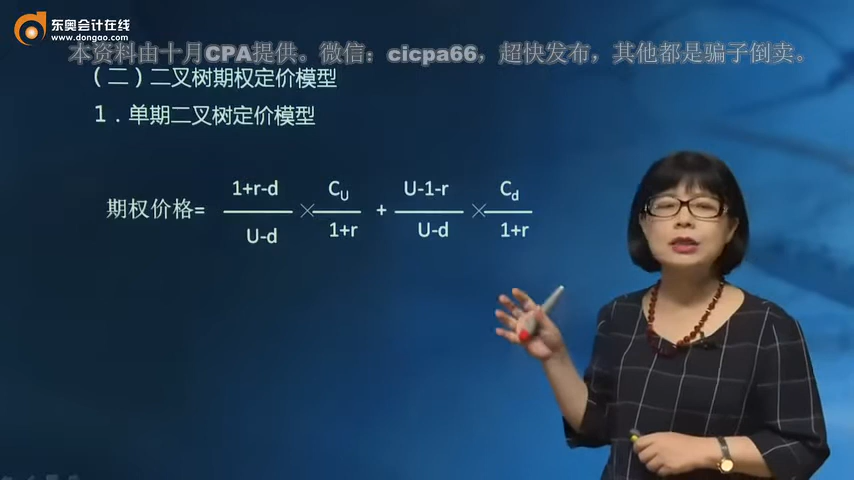 东奥会计在线
www.dongao.com
本资料由十月CPA提供。微信：cicpa66，超快发布，其他都是骗子倒卖。
（二）二叉树期权定价模型
1．单期二叉树定价模型
期权价格= (1+r-d)/(U-d) × C_U/(1+r) + (U-1-r)/(U-d) × C_d/(1+r)